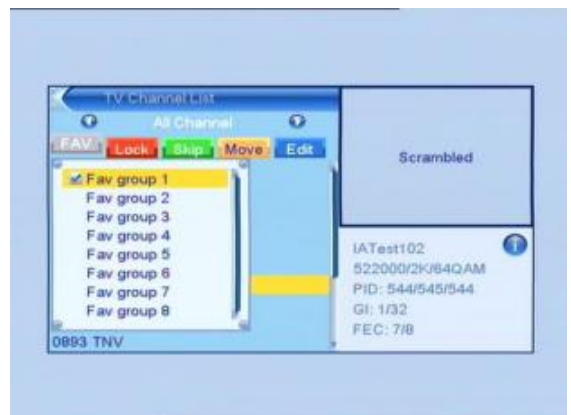 TV Channel List
All Channel
FAV Lock Skip Move Edit
Fav group 1
Fav group 2
Fav group 3
Fav group 4
Fav group 5
Fav group 6
Fav group 7
Fav group 8
0893 TNV
Scrambled
IATest102
522000/2K/64QAM
PID: 544/545/544
GI: 1/32
FEC: 7/8